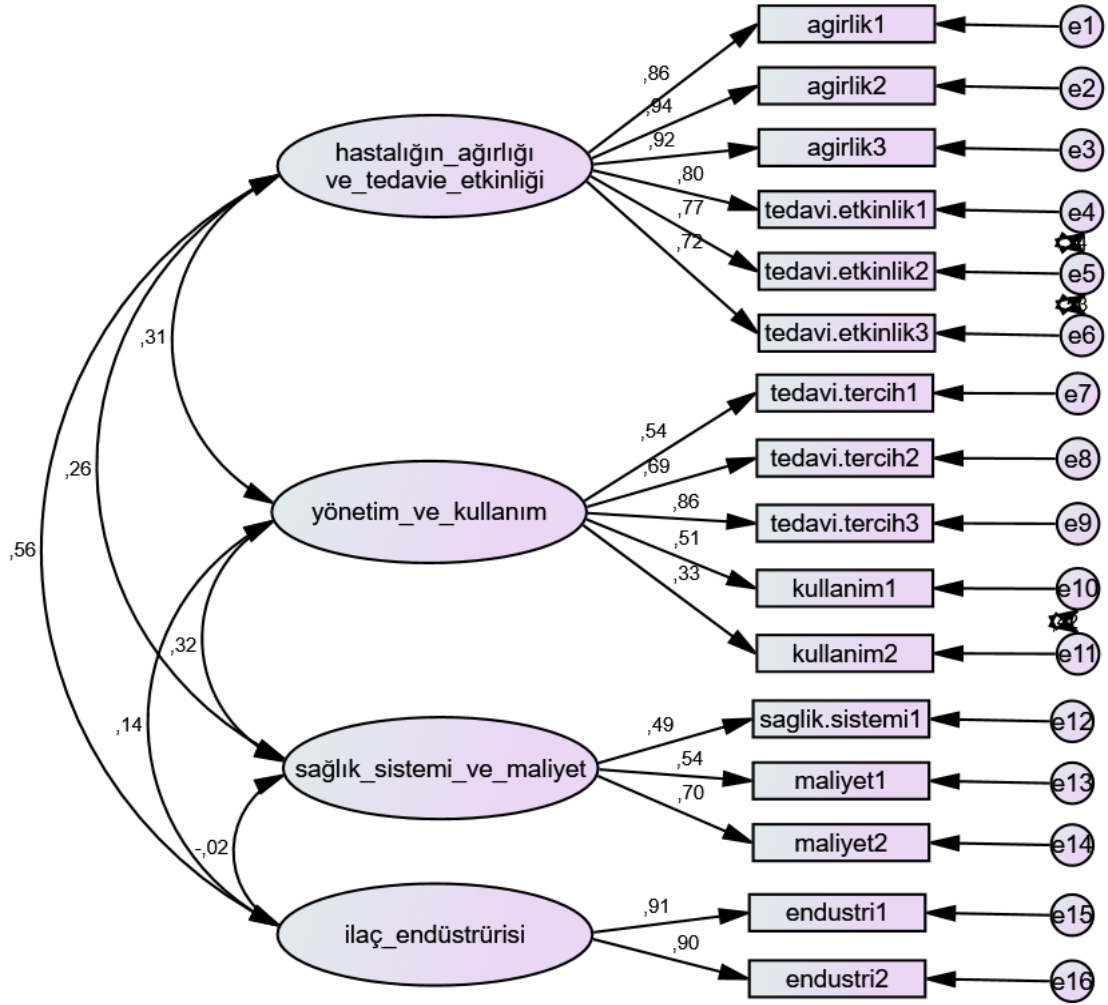 agirlik1
e1
,86
agirlik2
e2
,94
agirlik3
e3
,92
hastalığın_ağırlığı
ve_tedavie_etkinliği
,80
tedavi.etkinlik1
e4
,77
tedavi.etkinlik2
e5
,72
tedavi.etkinlik3
e6
,31
tedavi.tercih1
e7
,54
tedavi.tercih2
e8
,69
,26
yönetim_ve_kullanım
,86
tedavi.tercih3
e9
,56
,51
kullanim1
e10
,33
kullanim2
e11
,32
,14
saglik.sistemi1
e12
,49
sağlık_sistemi_ve_maliyet
,54
maliyet1
e13
,70
maliyet2
e14
-,02
,91
endustri1
e15
ilaç_endüstrürisi
,90
endustri2
e16